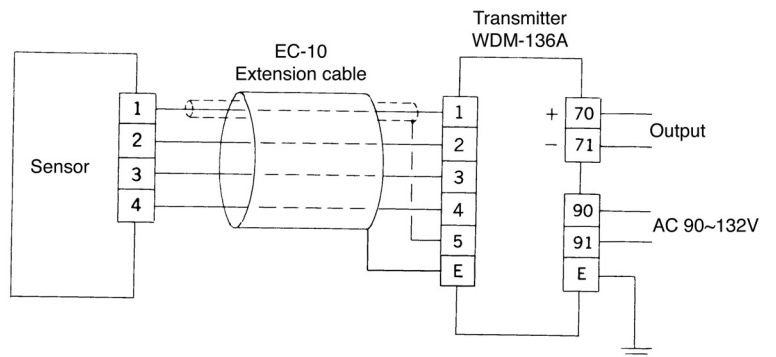 Transmitter
WDM-136A
EC-10
Extension cable
Sensor
1
2
3
4
1
2
3
4
5
E
+ 70
- 71
Output
90
91
AC 90~132V
E